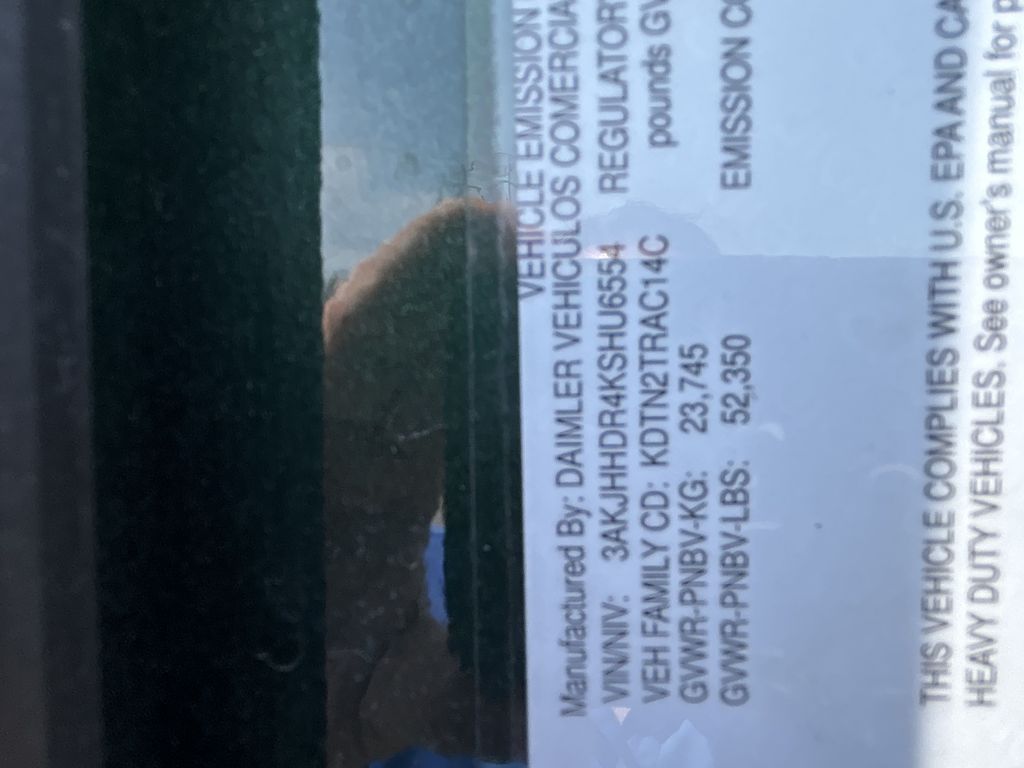 VEHICLE EMISSION
Manufactured By: DAIMLER VEHICULOS COMERCIA
VIN/NIV: 3AKJHHDR4KSHU6554 REGULATOR
VEH FAMILY CD: KDTN2TRAC14C pounds GV
GVWR-PNBV-KG: 23,745
GVWR-PNBV-LBS: 52,350 EMISSION CO
THIS VEHICLE COMPLIES WITH U.S. EPA AND CA
HEAVY DUTY VEHICLES. See owner's manual for p